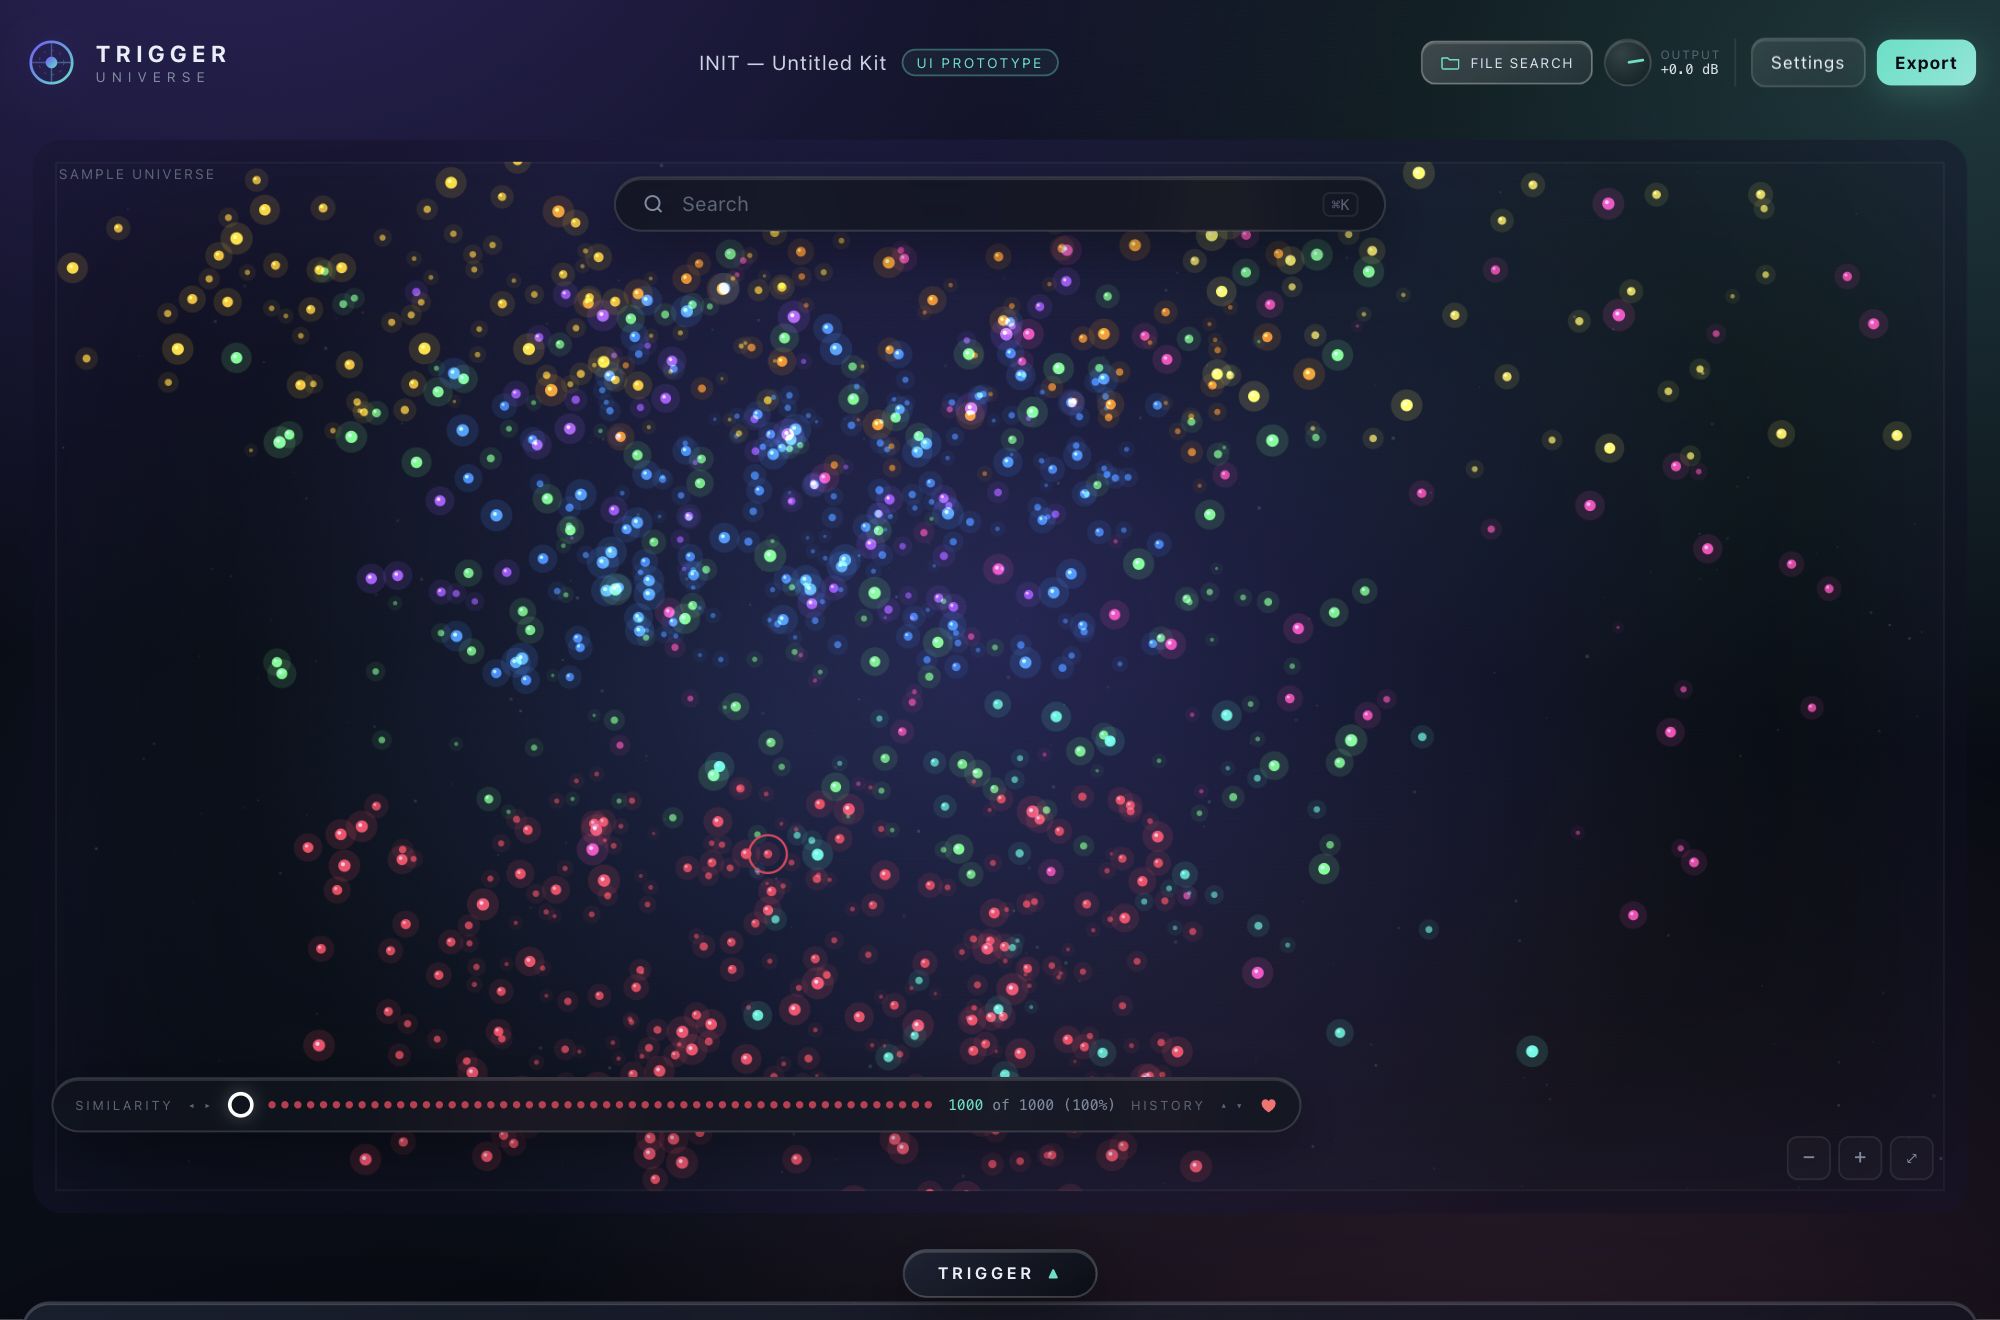 TRIGGER
UNIVERSE
INIT — Untitled Kit
UI PROTOTYPE
FILE SEARCH
OUTPUT
+0.0 dB
Settings
Export
SAMPLE UNIVERSE
Search
⌘K
SIMILARITY
1000 of 1000 (100%)
HISTORY
TRIGGER